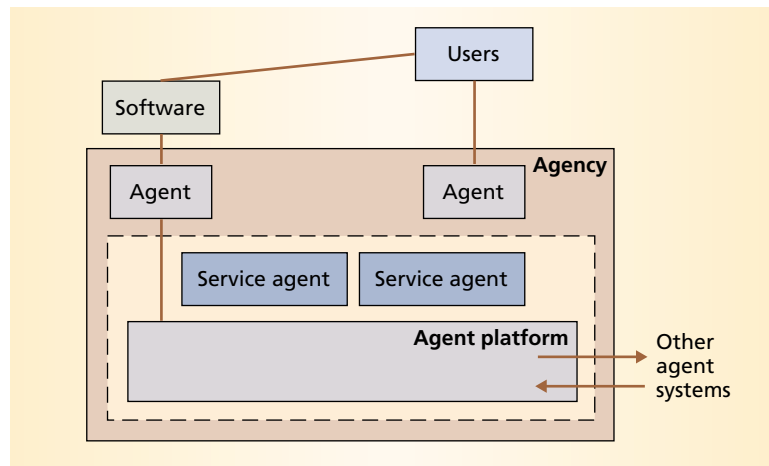 Users
Software
Agency
Agent
Agent
Service agent
Service agent
Agent platform
Other
agent
systems